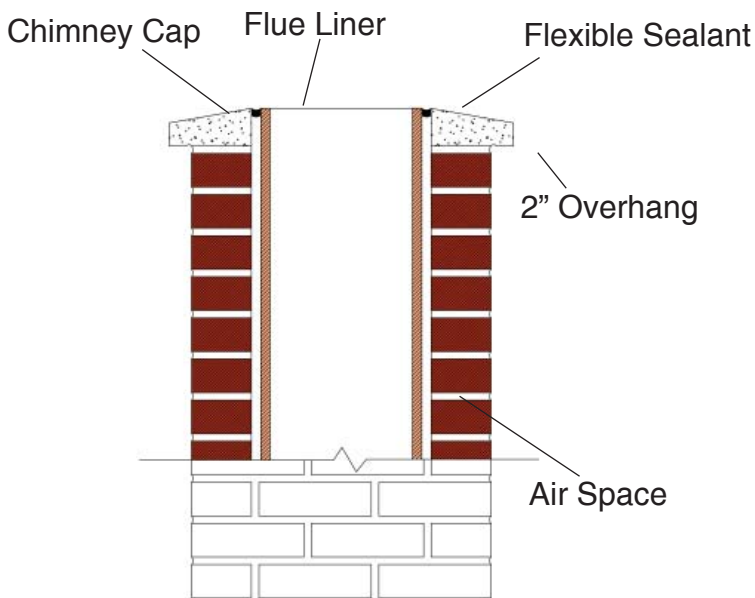 Chimney Cap
Flue Liner
Flexible Sealant
2” Overhang
Air Space